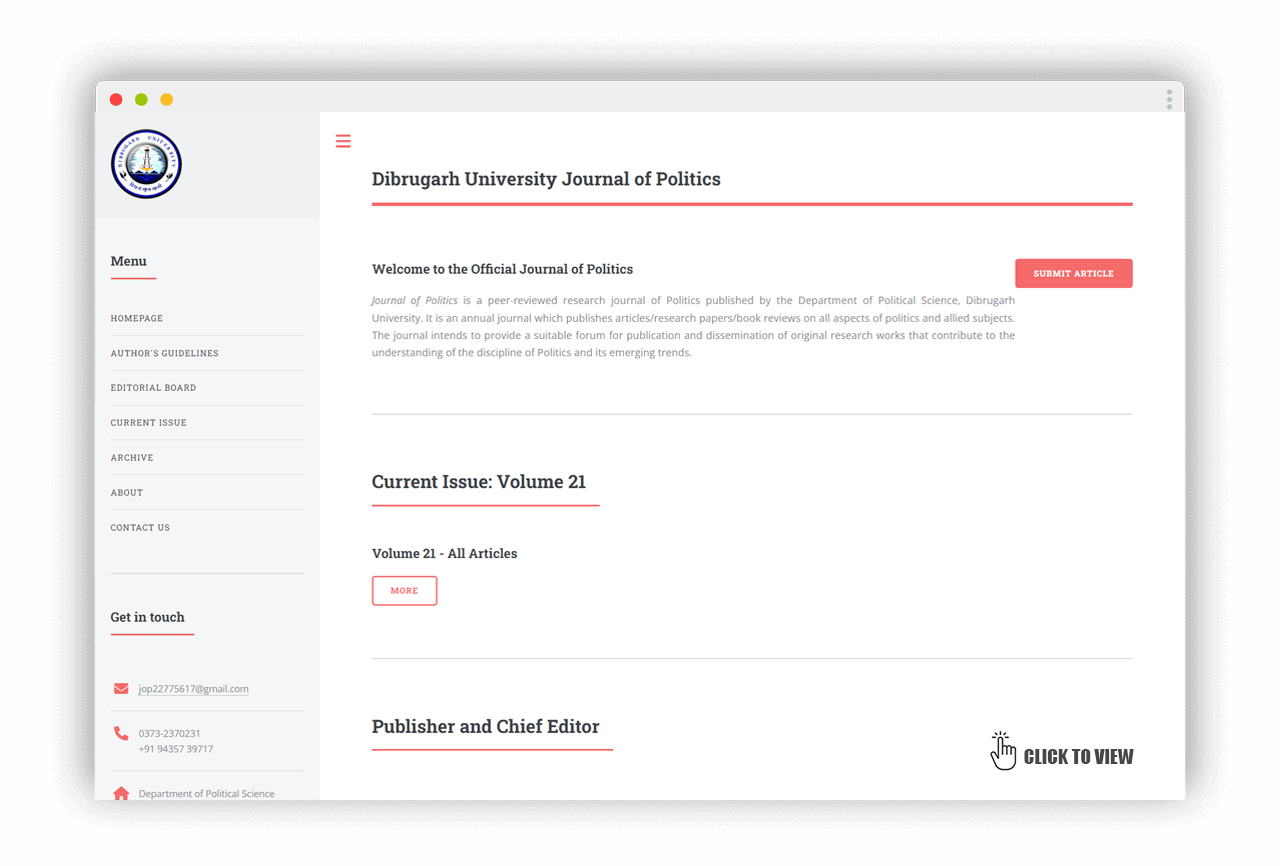 DIBRUGARH UNIVERSITY
Menu
HOMEPAGE
AUTHOR'S GUIDELINES
EDITORIAL BOARD
CURRENT ISSUE
ARCHIVE
ABOUT
CONTACT US
Get in touch
jop22775617@gmail.com
0373-2370231
+91 94357 39717
Department of Political Science
Dibrugarh University Journal of Politics
Welcome to the Official Journal of Politics
SUBMIT ARTICLE
Journal of Politics is a peer-reviewed research journal of Politics published by the Department of Political Science, Dibrugarh
University. It is an annual journal which publishes articles/research papers/book reviews on all aspects of politics and allied subjects.
The journal intends to provide a suitable forum for publication and dissemination of original research works that contribute to the
understanding of the discipline of Politics and its emerging trends.
Current Issue: Volume 21
Volume 21 - All Articles
MORE
Publisher and Chief Editor
CLICK TO VIEW